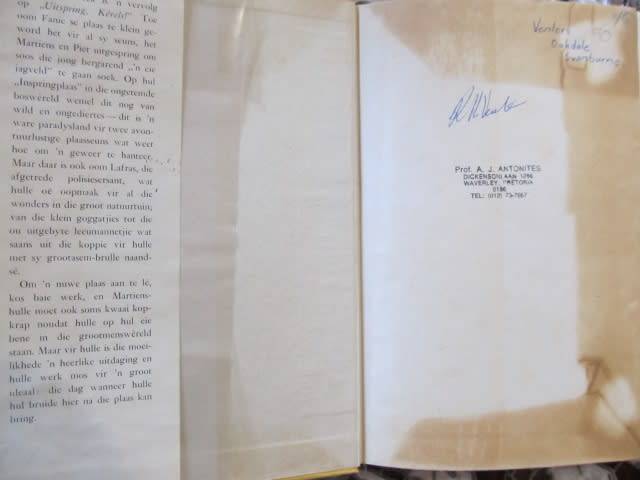 op „Uitspring, Kêrels!" Toe
oom Fanie se plaas te klein ge-
word het vir al sy seuns, het
Martiens en Piet uitgespring om
soos die jong bergarend „'n eie
jagveld" te gaan soek. Op hul
„Inspringplaas" in die ongetemde
boswêreld wemel dit nog van
wild en ongediertes—dit is 'n
ware paradysland vir twee avon-
tuurlustige plaasseuns wat weet
hoe om 'n geweer te hanteer.
Maar daar is ook oom Lafras, die
afgetrede polisiesersant, wat
hulle oë oopmaak vir al die
wonders in die groot natuurtuin;
van die klein goggatjies tot die
ou uitgebyte leeumannetjie wat
saans uit die koppie vir hulle
met sy grootasem-brulle naand-
sê.
Om 'n nuwe plaas aan te lê,
kos baie werk, en Martiens-
hulle moet ook soms kwaai kop-
krap noudat hulle op hul eie
bene in die grootmenswêreld
staan. Maar vir hulle is die moei-
likhede 'n heerlike uitdaging en
hulle werk mos vir 'n groot
ideaal: die dag wanneer hulle
hul bruide hier na die plaas kan
bring.
Venter
Oakdale
Prof. A. J. ANTONITES
DICKENSONLAAN 1286
WAVERLEY, PRETORIA
0186
TEL: (012) 73-7667